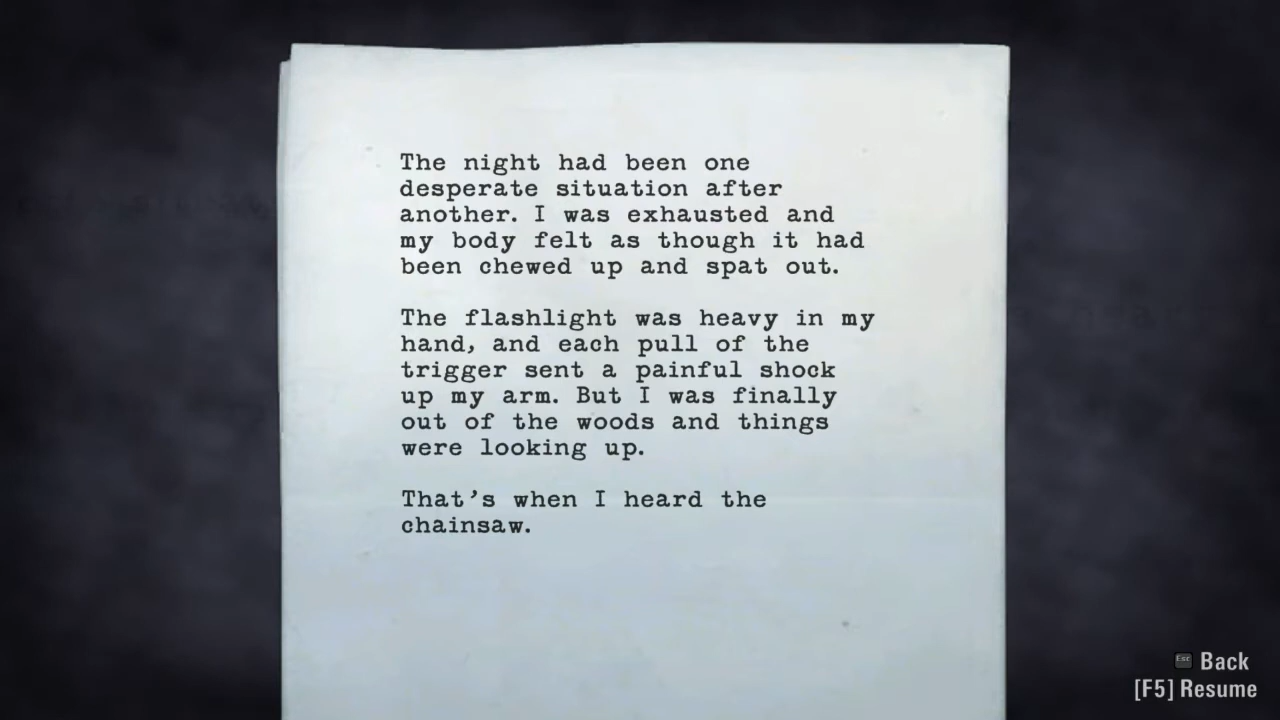 The night had been one
desperate situation after
another. I was exhausted and
my body felt as though it had
been chewed up and spat out.
The flashlight was heavy in my
hand, and each pull of the
trigger sent a painful shock
up my arm. But I was finally
out of the woods and things
were looking up.
That's when I heard the
chainsaw.
Esc Back
[F5] Resume